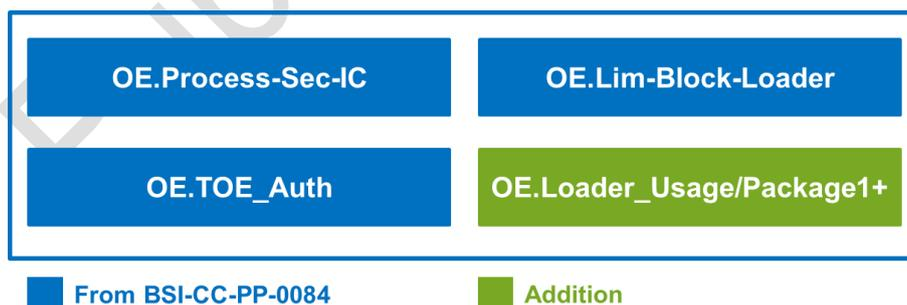 OE.Process-Sec-IC
OE.Lim-Block-Loader
OE.TOE_Auth
OE.Loader_Usage/Package1+
From BSI-CC-PP-0084
Addition